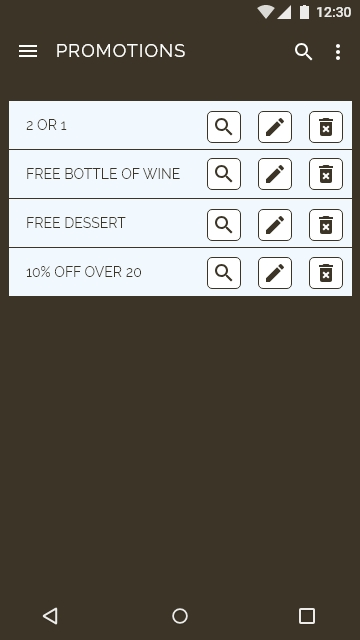 12:30
PROMOTIONS
2 OR 1
FREE BOTTLE OF WINE
FREE DESSERT
10% OFF OVER 20